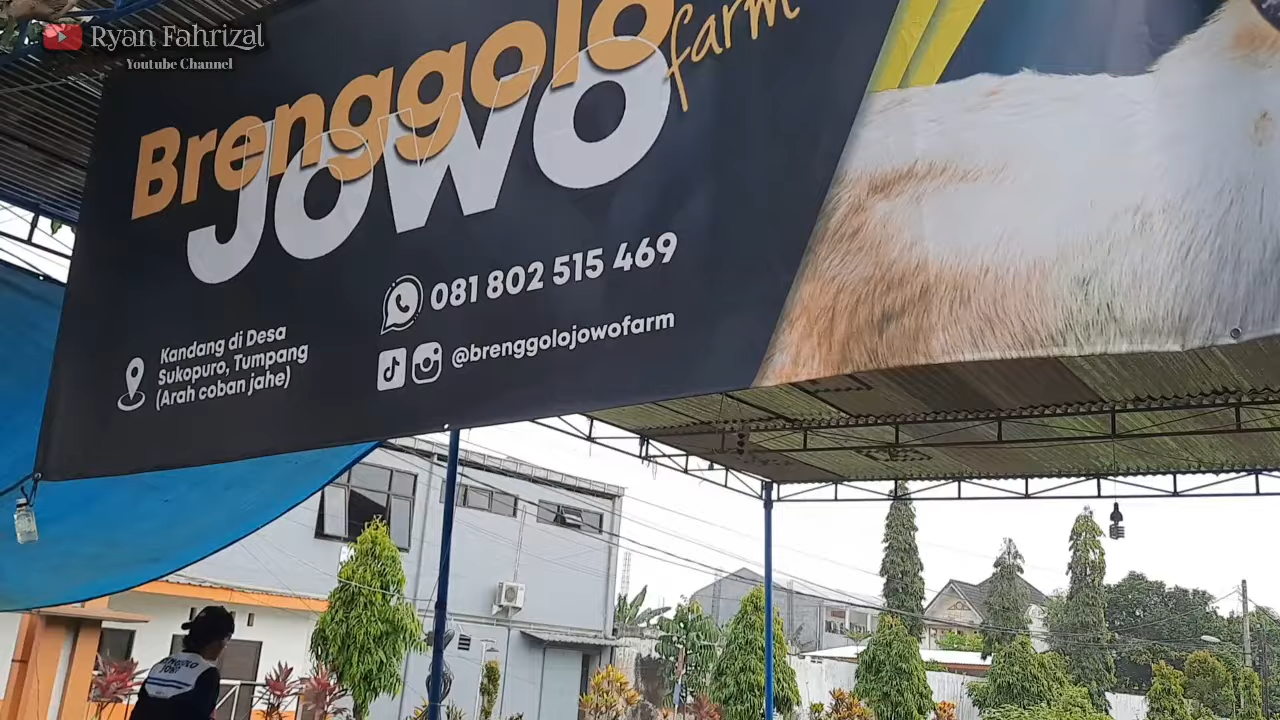 Ryan Fahrizal
Youtube Channel
Brenggolo
JOWO
farm
081 802 515 469
@brenggolojowofarm
Kandang di Desa
Sukopuro, Tumpang
(Arah coban jahe)